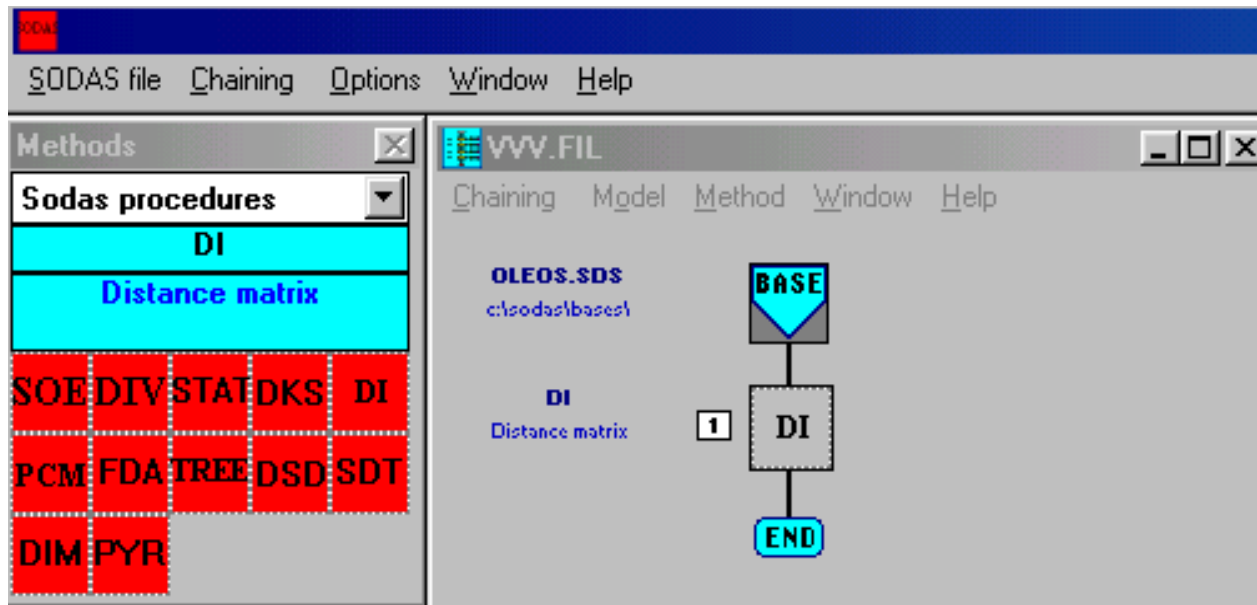 SODAS
SODAS file Chaining Options Window Help
Methods
Sodas procedures
DI
Distance matrix
SOE DIV STAT DKS DI
PCM FDA TREE DSD SDT
DIM PYR
VVV.FIL
Chaining Model Method Window Help
OLEOS.SDS
c:\sodas\bases\
BASE
DI
Distance matrix
1
DI
END